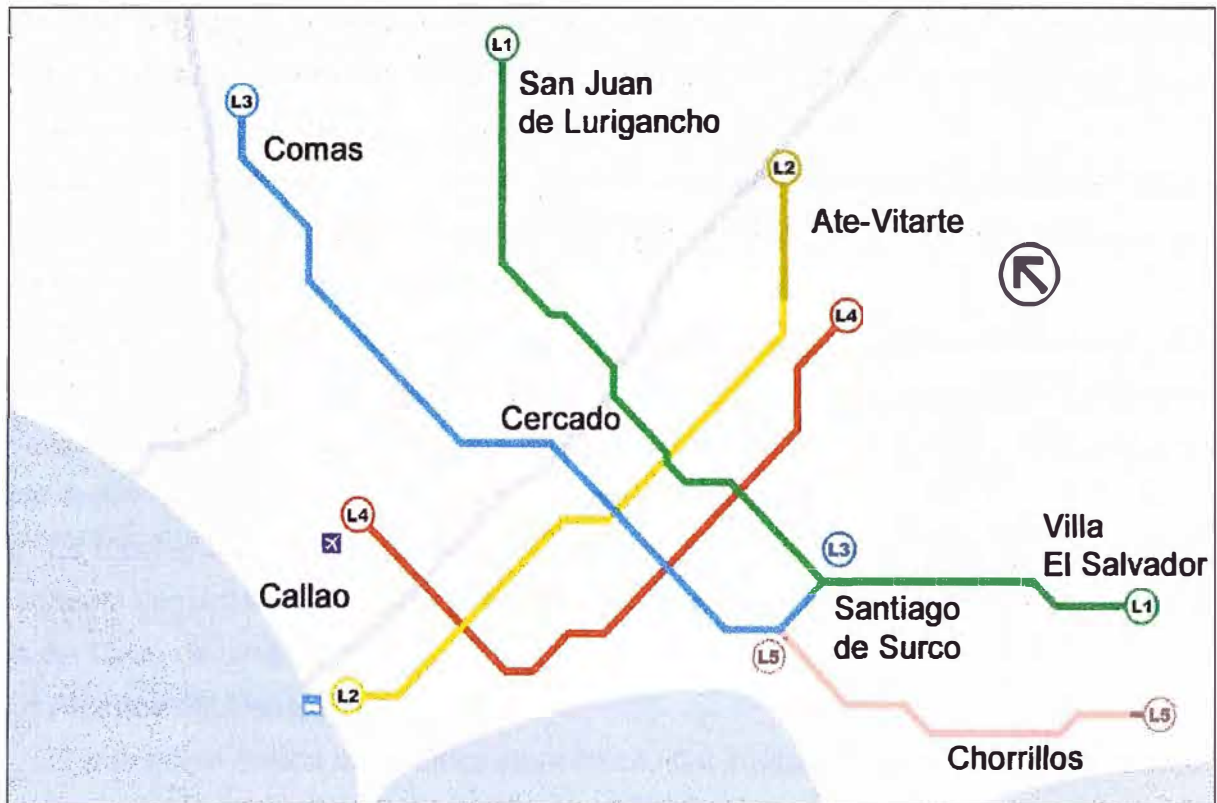 L1
San Juan
de Lurigancho
L3
Comas
L2
Ate-Vitarte
L4
Cercado
L4
L3
Villa
El Salvador
Callao
Santiago
de Surco
L1
L5
L2
L5
Chorrillos